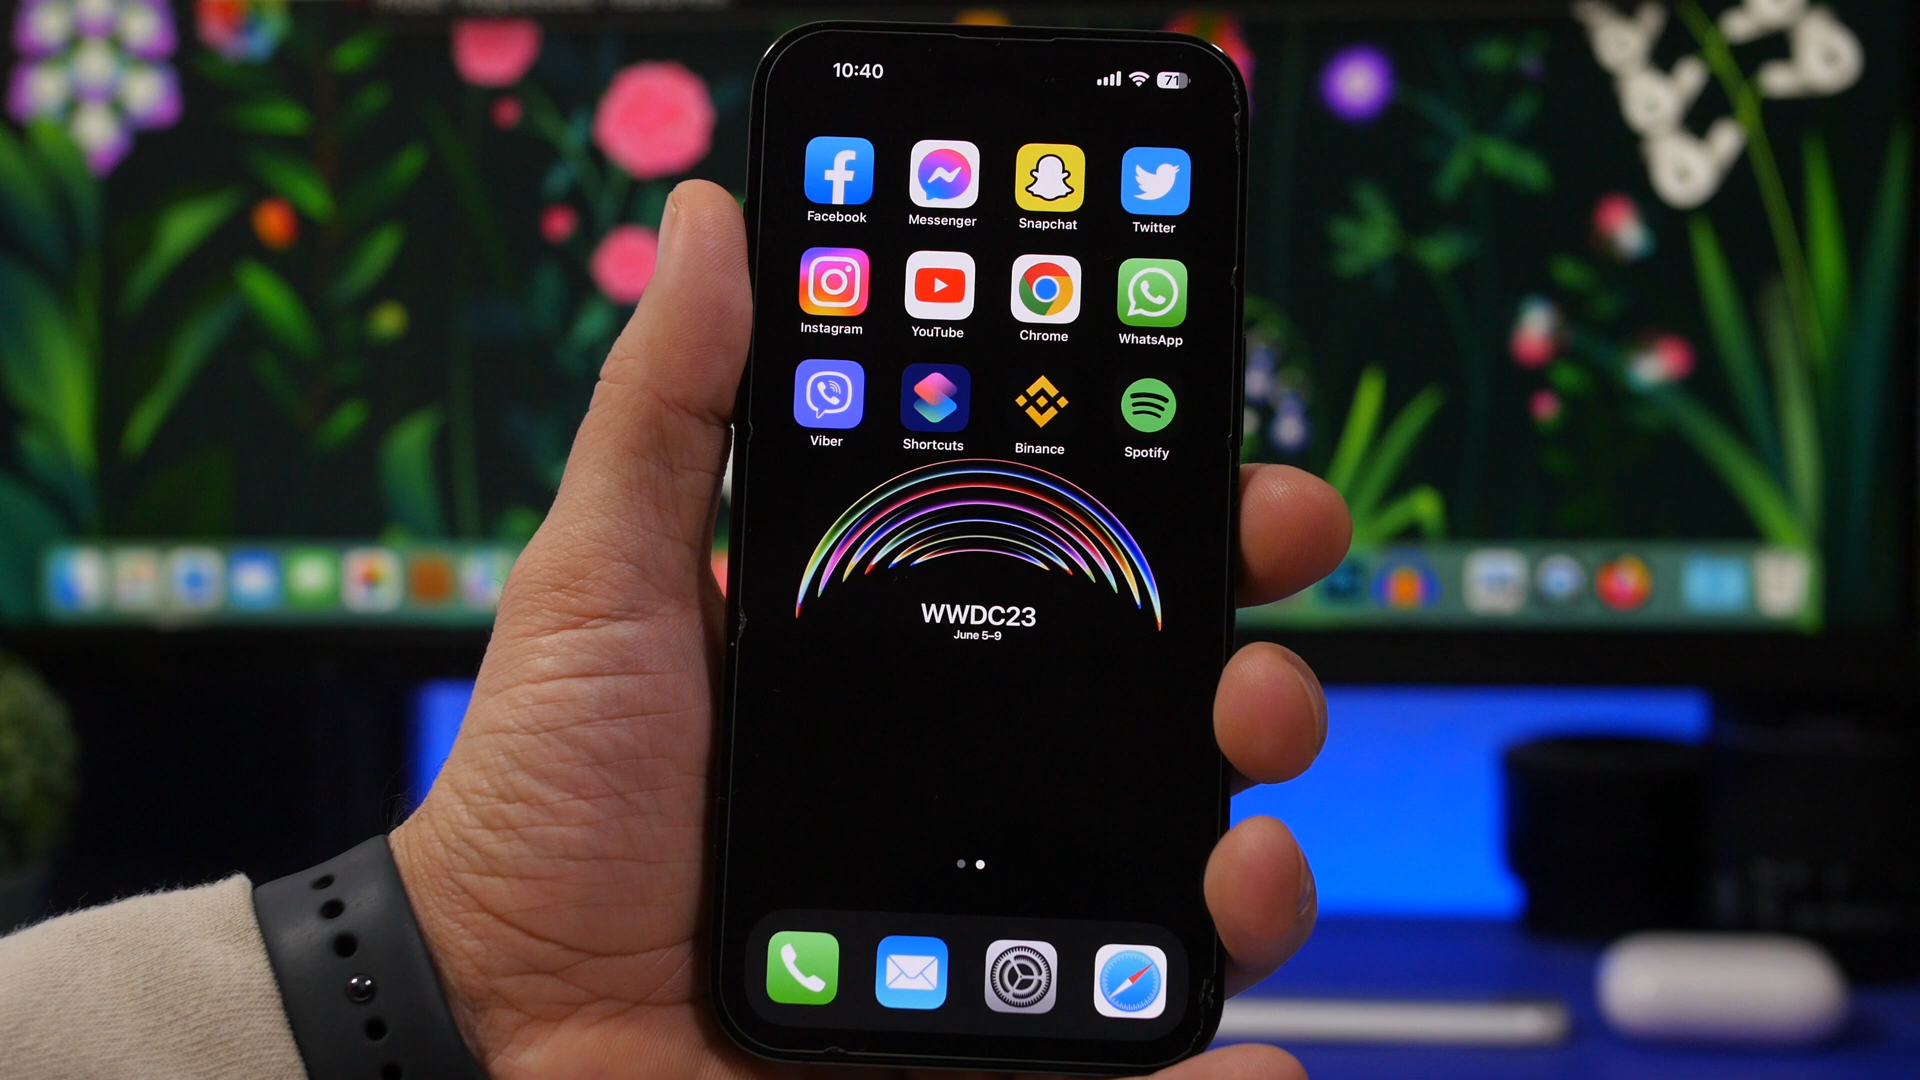 10:40
71
Facebook
Messenger
Snapchat
Twitter
Instagram
YouTube
Chrome
WhatsApp
Viber
Shortcuts
Binance
Spotify
WWDC23
June 5–9